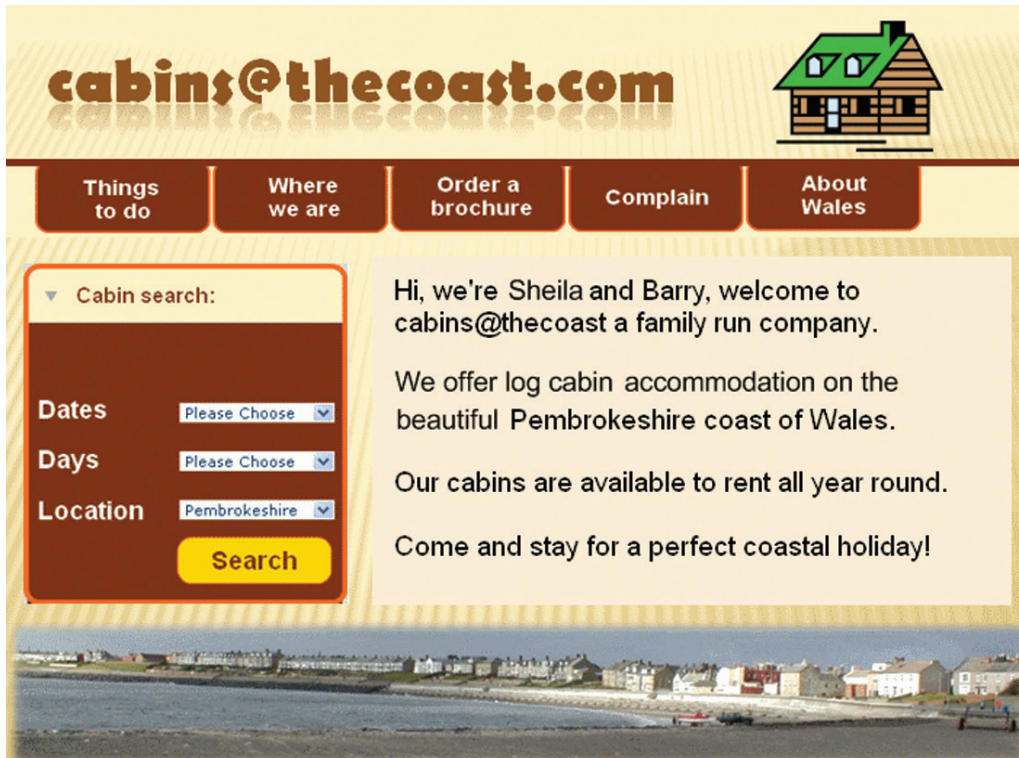 cabins@thecoast.com
Things
to do
Where
we are
Order a
brochure
Complain
About
Wales
Cabin search:
Dates
Please Choose
Days
Please Choose
Location
Pembrokeshire
Search
Hi, we're Sheila and Barry, welcome to
cabins@thecoast a family run company.
We offer log cabin accommodation on the
beautiful Pembrokeshire coast of Wales.
Our cabins are available to rent all year round.
Come and stay for a perfect coastal holiday!